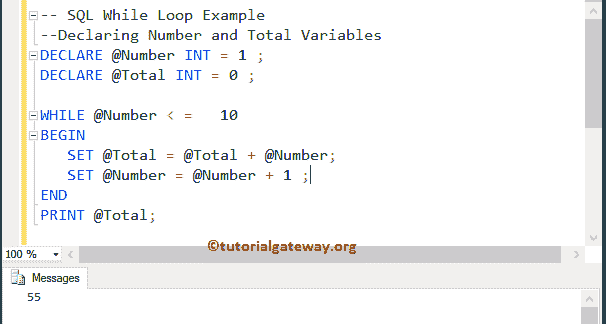 -- SQL While Loop Example
--Declaring Number and Total Variables
DECLARE @Number INT = 1 ;
DECLARE @Total INT = 0 ;
WHILE @Number < =   10
BEGIN
SET @Total = @Total + @Number;
SET @Number = @Number + 1 ;
END
PRINT @Total;
©tutorialgateway.org
100 %
Messages
55